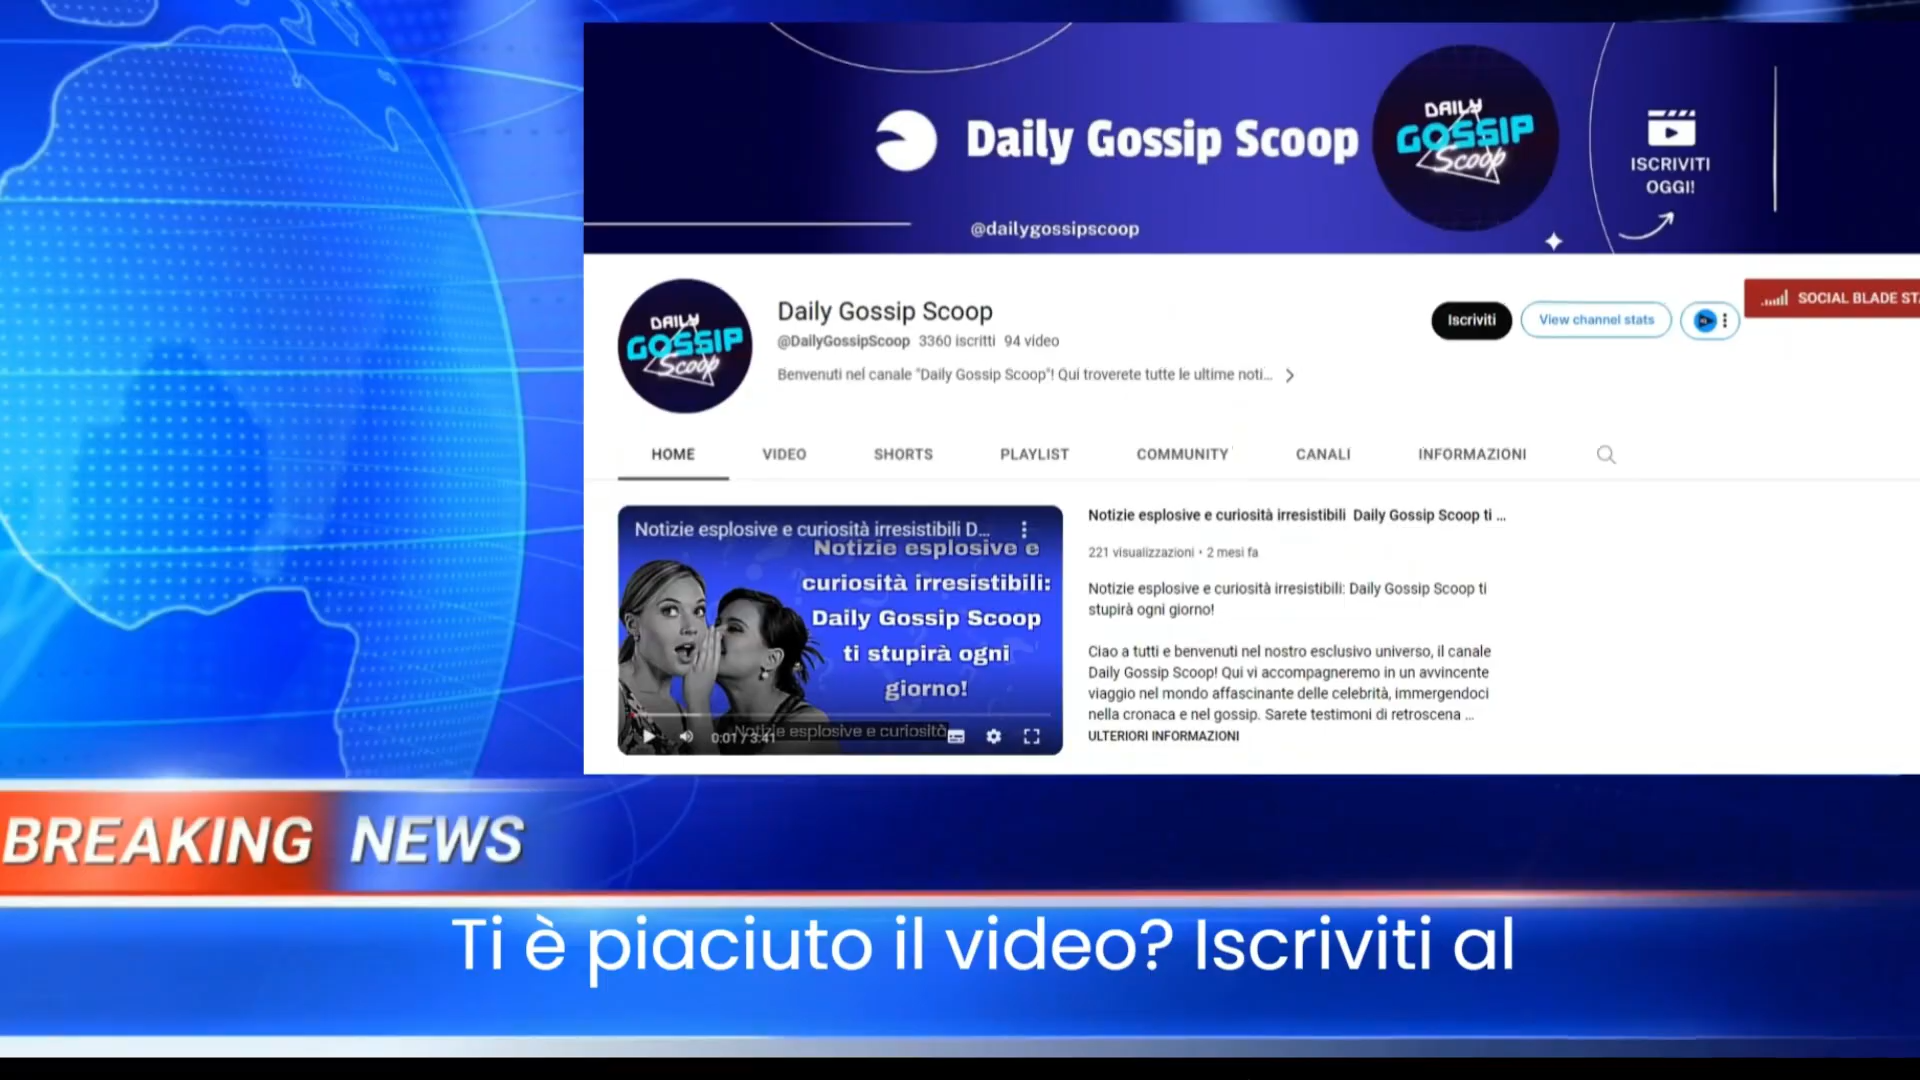 Daily Gossip Scoop
DAILY
GOSSIP
Scoop
ISCRIVITI
OGGI!
@dailygossipscoop
DAILY
GOSSIP
Scoop
Daily Gossip Scoop
@DailyGossipScoop 3360 iscritti 94 video
Benvenuti nel canale "Daily Gossip Scoop"! Qui troverete tutte le ultime noti...
Iscriviti
View channel stats
SOCIAL BLADE
HOME VIDEO SHORTS PLAYLIST COMMUNITY CANALI INFORMAZIONI
Notizie esplosive e curiosità irresistibili D...
Notizie esplosive e
curiosità irresistibili:
Daily Gossip Scoop
ti stupirà ogni
giorno!
Notizie esplosive e curiosità
0:01 / 3:41
Notizie esplosive e curiosità irresistibili Daily Gossip Scoop ti ...
221 visualizzazioni • 2 mesi fa
Notizie esplosive e curiosità irresistibili: Daily Gossip Scoop ti
stupirà ogni giorno!
Ciao a tutti e benvenuti nel nostro esclusivo universo, il canale
Daily Gossip Scoop! Qui vi accompagneremo in un avvincente
viaggio nel mondo affascinante delle celebrità, immergendoci
nella cronaca e nel gossip. Sarete testimoni di retroscena ...
ULTERIORI INFORMAZIONI
BREAKING NEWS
Ti è piaciuto il video? Iscriviti al